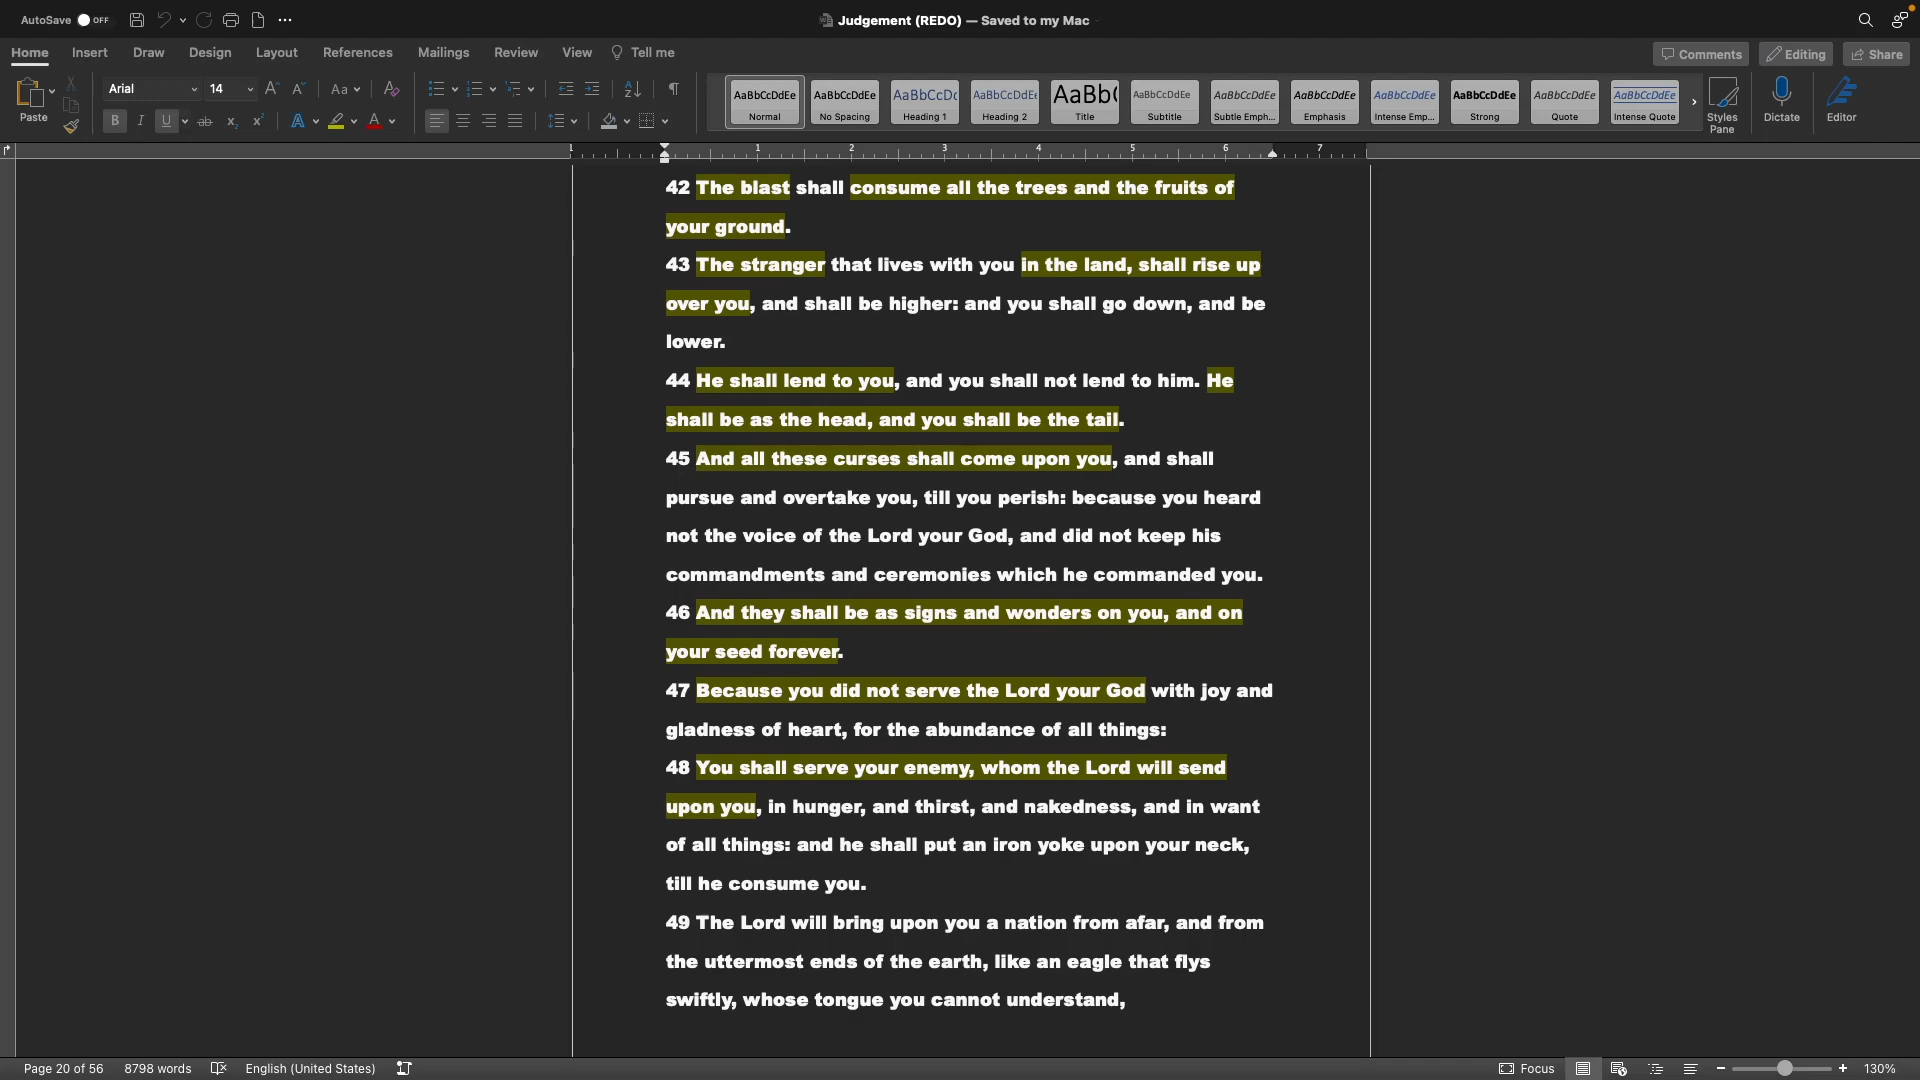 AutoSave OFF
Judgement (REDO) — Saved to my Mac
Home Insert Draw Design Layout References Mailings Review View Tell me
Comments Editing Share
Paste
Arial 14 Aa
B I U ab x₂ x² A A
AaBbCcDdEe AaBbCcDdEe AaBbCcDc AaBbCcDdEe AaBb( AaBbCcDdEe AaBbCcDdEe AaBbCcDdEe AaBbCcDdEe AaBbCcDdEe AaBbCcDdEe AaBbCcDdEe
Normal No Spacing Heading 1 Heading 2 Title Subtitle Subtle Emph... Emphasis Intense Emp... Strong Quote Intense Quote
Styles Pane Dictate Editor
1 1 2 3 4 5 6 7
42 The blast shall consume all the trees and the fruits of
your ground.
43 The stranger that lives with you in the land, shall rise up
over you, and shall be higher: and you shall go down, and be
lower.
44 He shall lend to you, and you shall not lend to him. He
shall be as the head, and you shall be the tail.
45 And all these curses shall come upon you, and shall
pursue and overtake you, till you perish: because you heard
not the voice of the Lord your God, and did not keep his
commandments and ceremonies which he commanded you.
46 And they shall be as signs and wonders on you, and on
your seed forever.
47 Because you did not serve the Lord your God with joy and
gladness of heart, for the abundance of all things:
48 You shall serve your enemy, whom the Lord will send
upon you, in hunger, and thirst, and nakedness, and in want
of all things: and he shall put an iron yoke upon your neck,
till he consume you.
49 The Lord will bring upon you a nation from afar, and from
the uttermost ends of the earth, like an eagle that flys
swiftly, whose tongue you cannot understand,
Page 20 of 56 8798 words English (United States) Focus 130%